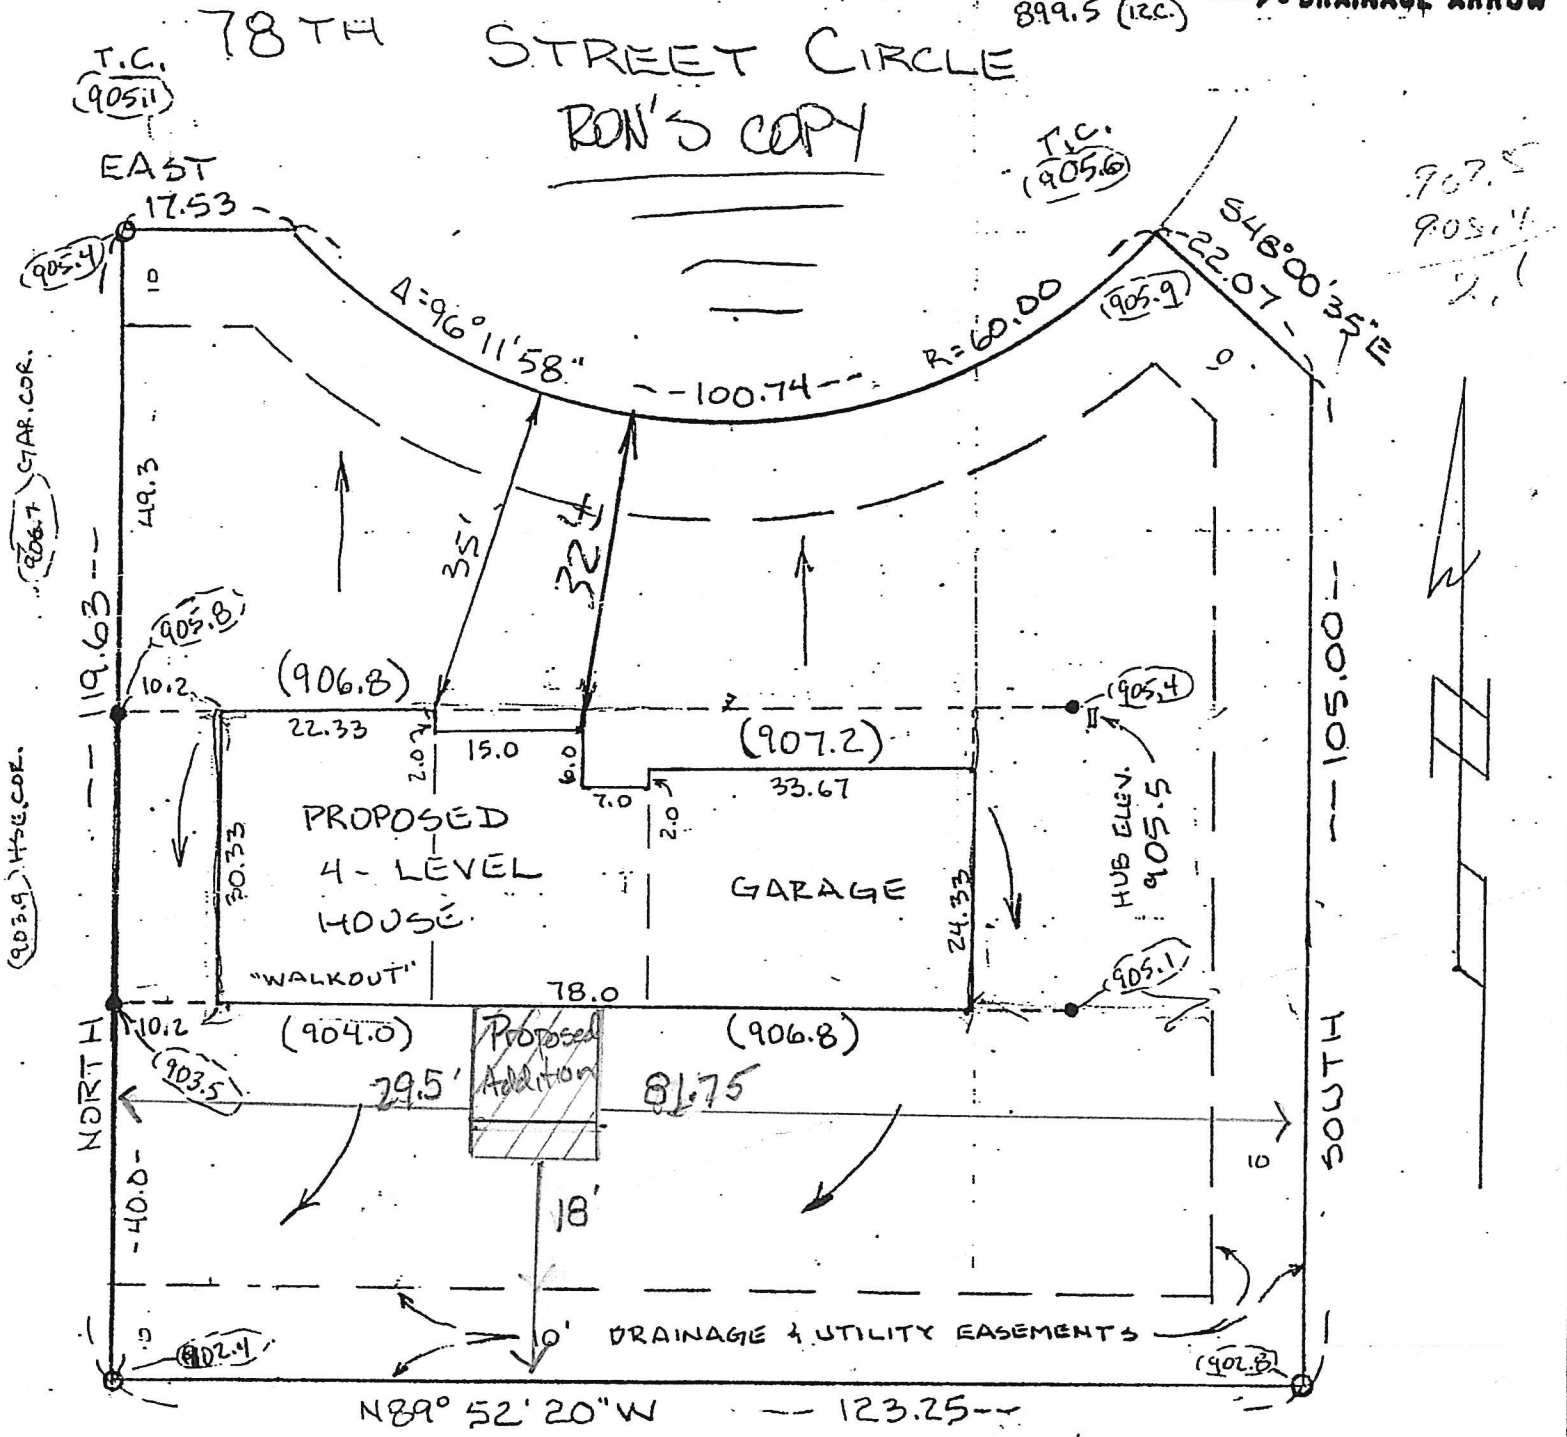 899.5 (12C.)
DRAINAGE ARROW
78TH STREET CIRCLE
RON'S COPY
T.C.
(905.1)
T.C.
(905.6)
EAST
17.53
907.5
905.4
2.1
(905.4)
10
Δ=96°11'58"
100.74
R=60.00
(905.9)
22.07
S48°00'35"E
10
(906.7) GAR.COR.
49.3
35'
32.4
119.63
(905.8)
10.2
(906.8)
22.33
2.0
15.0
6.0
7.0
2.0
(907.2)
33.67
(905.4)
HUB ELEV.
905.5
105.00
(903.9) HSE.COR.
30.33
PROPOSED
4-LEVEL
HOUSE
"WALKOUT"
GARAGE
24.33
(905.1)
78.0
10.2
(904.0)
(903.5)
Proposed
Addition
(906.8)
29.5'
81.75
NORTH
40.0
18'
10
SOUTH
10
(902.4)
10'
DRAINAGE & UTILITY EASEMENTS
(902.8)
N89°52'20"W
123.25